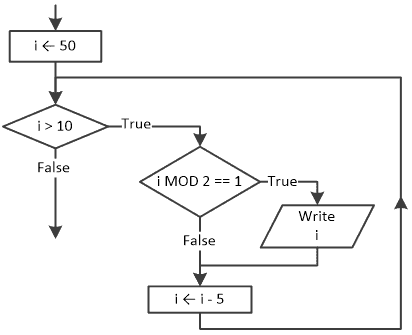 i ← 50
i > 10
True
False
i MOD 2 == 1
True
Write
i
False
i ← i - 5